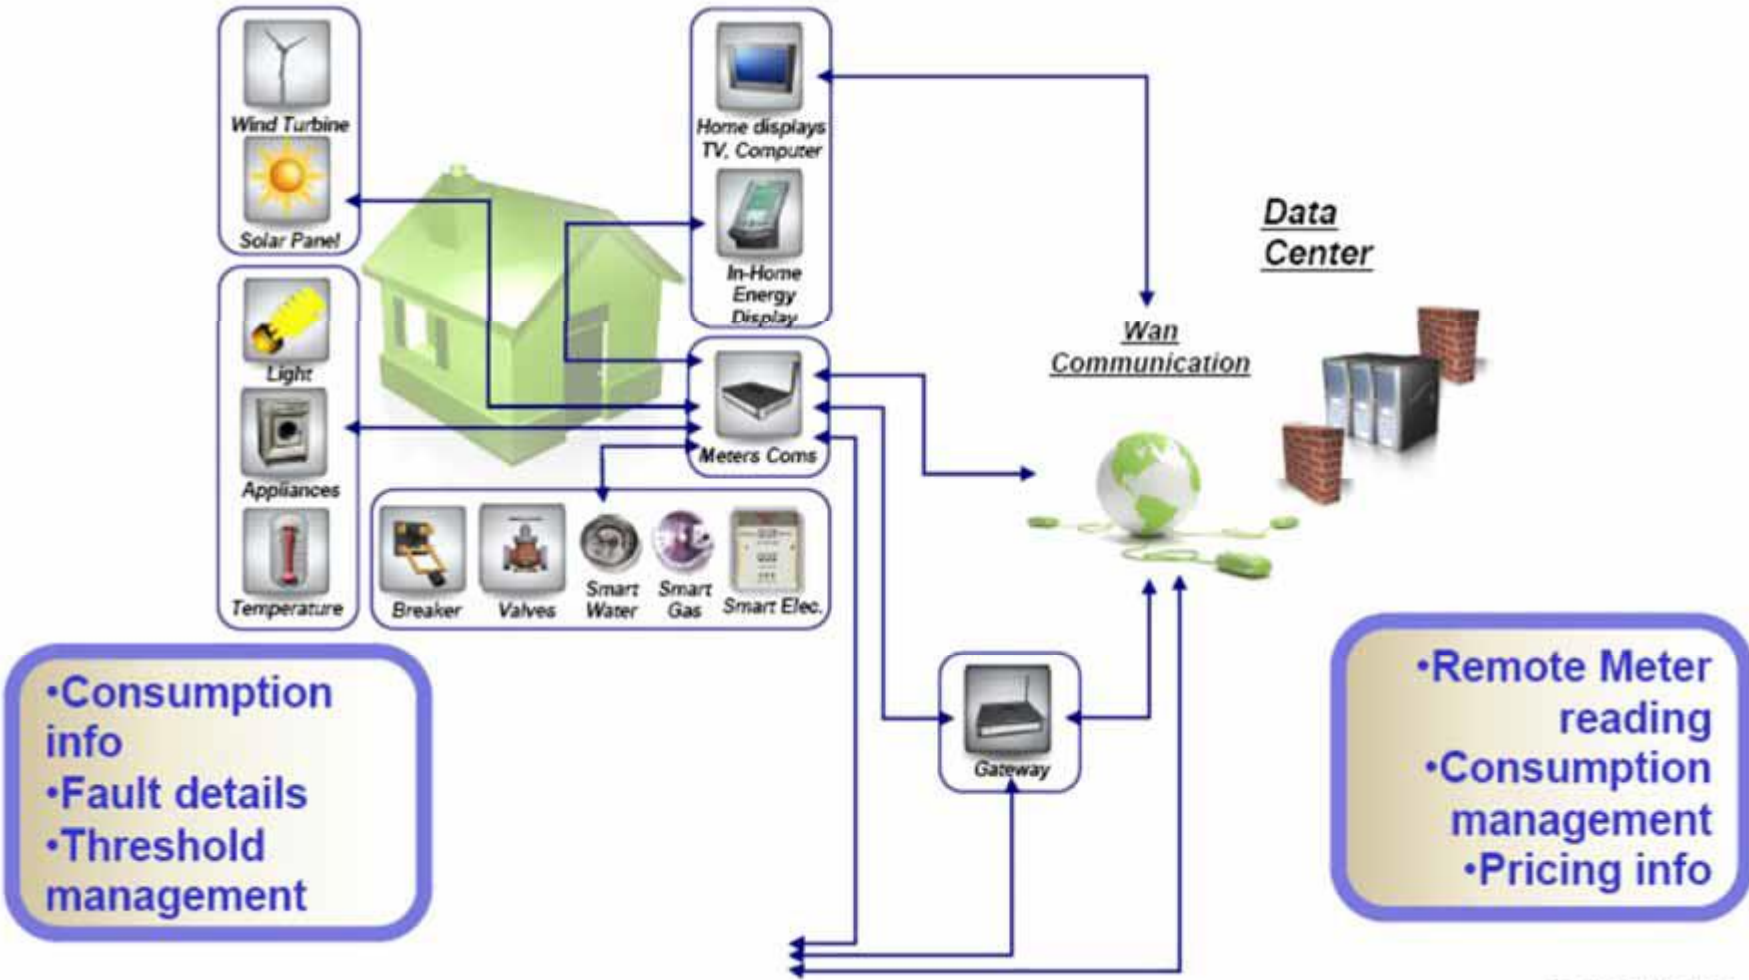 Wind Turbine
Solar Panel
Light
Appliances
Temperature
Home displays
TV, Computer
In-Home
Energy
Display
Meters Coms
Breaker
Valves
Smart
Water
Smart
Gas
Smart Elec.
Data
Center
Wan
Communication
Gateway
•Consumption
info
•Fault details
•Threshold
management
•Remote Meter
reading
•Consumption
management
•Pricing info